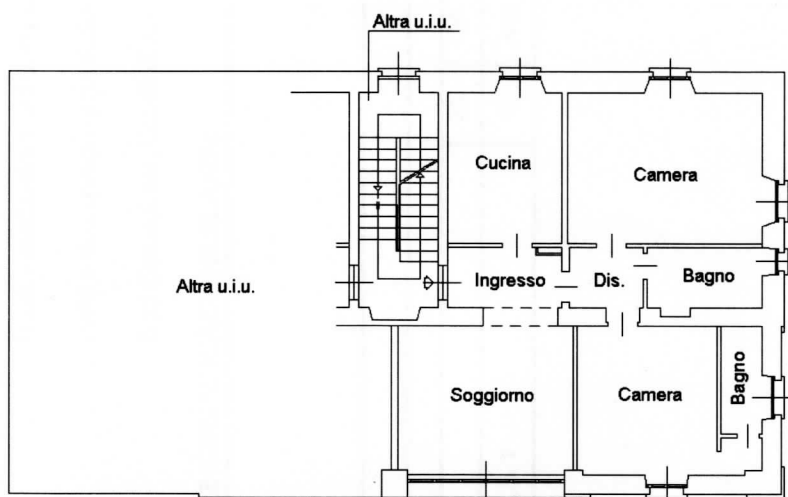 Altra u.i.u.
Cucina
Camera
Altra u.i.u.
Ingresso
Dis.
Bagno
Soggiorno
Camera
Bagno